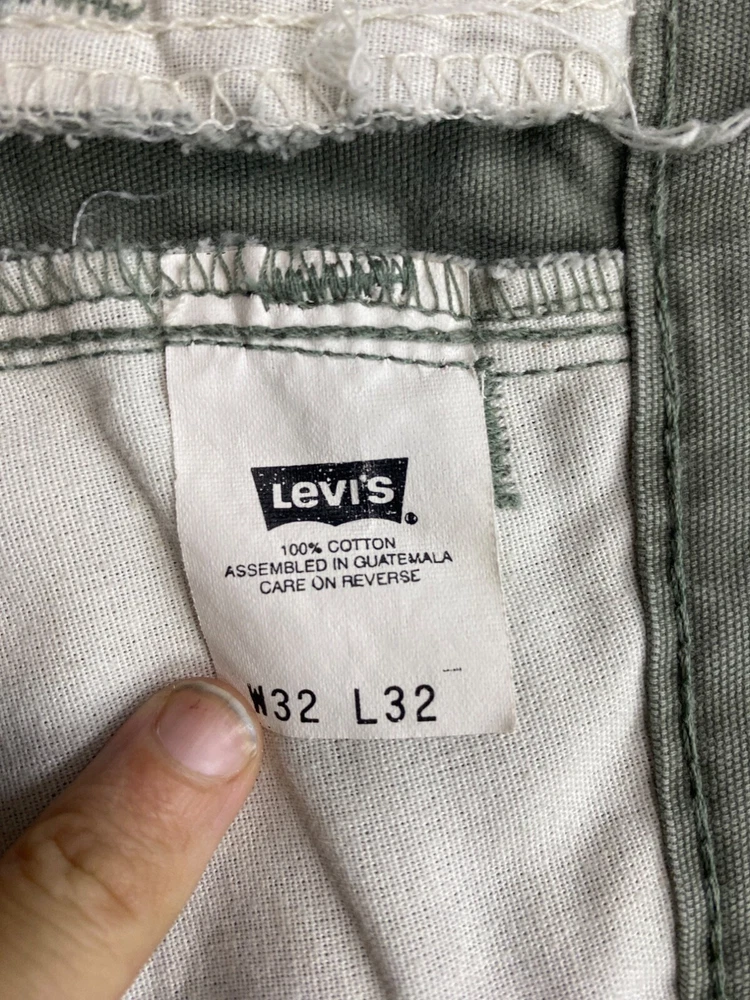 LEVI'S
100% COTTON
ASSEMBLED IN GUATEMALA
CARE ON REVERSE
W32 L32